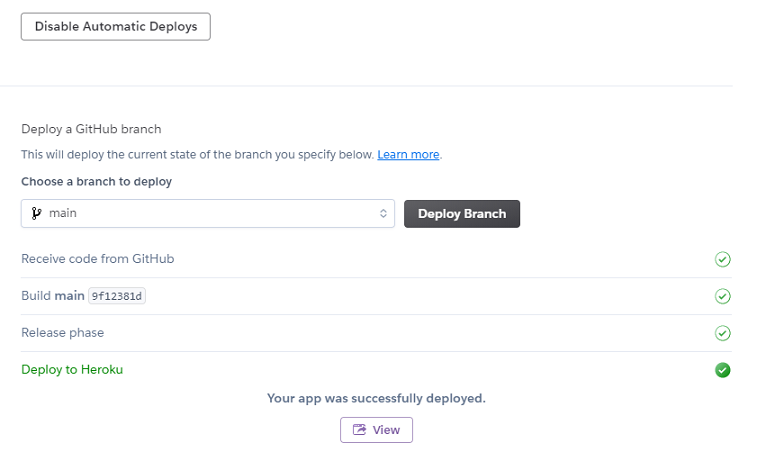 Disable Automatic Deploys
Deploy a GitHub branch
This will deploy the current state of the branch you specify below. Learn more.
Choose a branch to deploy
main
Deploy Branch
Receive code from GitHub
Build main 9f12381d
Release phase
Deploy to Heroku
Your app was successfully deployed.
View